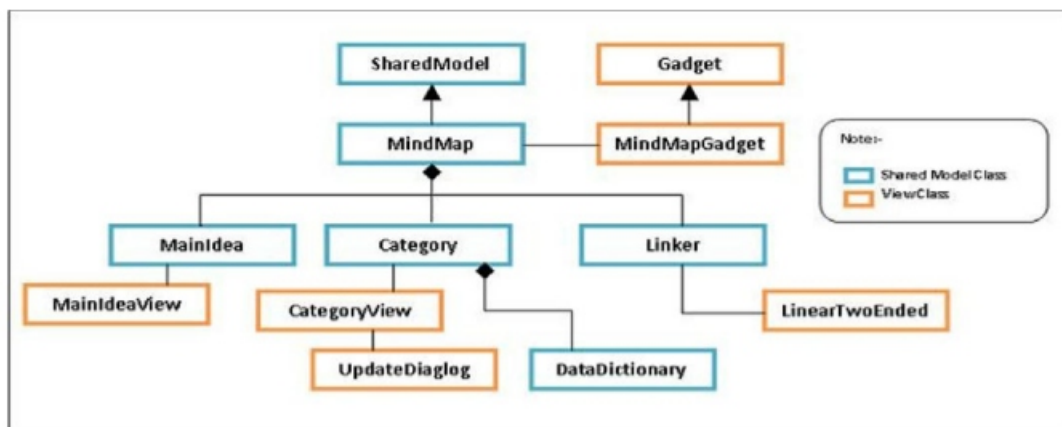 SharedModel
Gadget
MindMap
MindMapGadget
Note:-
Shared Model Class
ViewClass
MainIdea
Category
Linker
MainIdeaView
CategoryView
LinearTwoEnded
UpdateDiaglog
DataDictionary